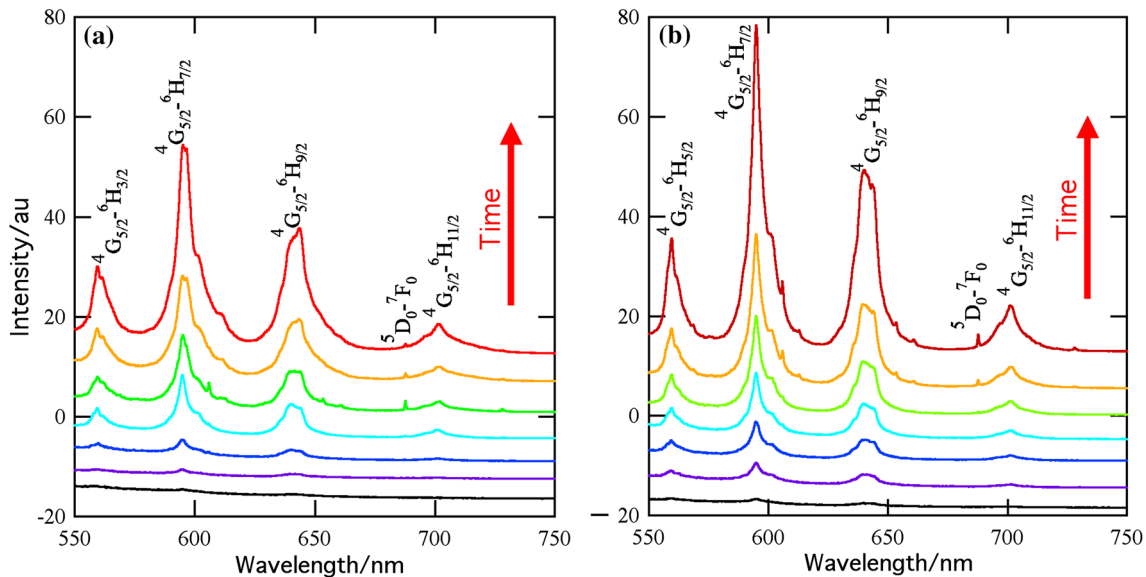 (a)
80
60
40
20
0
-20
Intensity/au
550
600
650
700
750
Wavelength/nm
⁴G₅/₂-⁶H₃/₂
⁴G₅/₂-⁶H₇/₂
⁴G₅/₂-⁶H₉/₂
⁵D₀-⁷F₀
⁴G₅/₂-⁶H₁₁/₂
Time
(b)
80
60
40
20
0
20
550
600
650
700
750
Wavelength/nm
⁴G₅/₂-⁶H₅/₂
⁴G₅/₂-⁶H₇/₂
⁴G₅/₂-⁶H₉/₂
⁵D₀-⁷F₀
⁴G₅/₂-⁶H₁₁/₂
Time